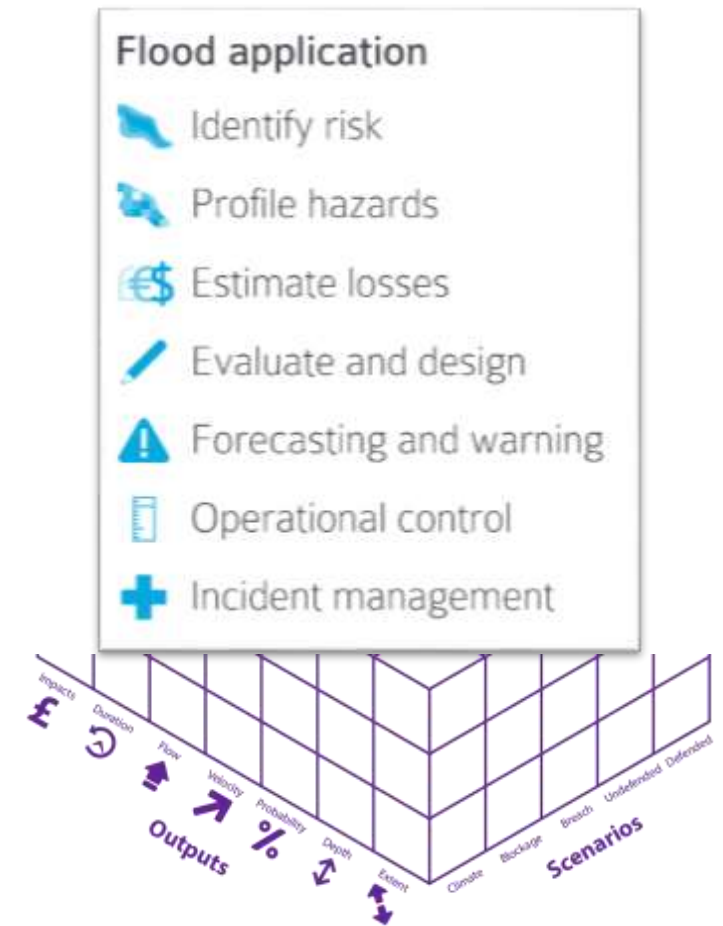 Flood application
Identify risk
Profile hazards
€$ Estimate losses
Evaluate and design
! Forecasting and warning
Operational control
Incident management
Impacts
£
Duration
Flow
Velocity
Probability
%
Depth
Extent
Outputs
Climate
Blockage
Breach
Undefended
Defended
Scenarios